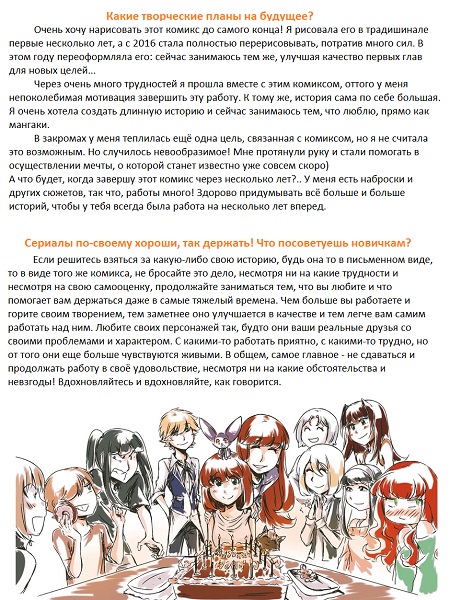 Какие творческие планы на будущее?
Очень хочу нарисовать этот комикс до самого конца! Я рисовала его в традишинале
первые несколько лет, а с 2016 стала полностью перерисовывать, потратив много сил. В
этом году переоформляла его: сейчас занимаюсь тем же, улучшая качество первых глав
для новых целей...
Через очень много трудностей я прошла вместе с этим комиксом, оттого у меня
непоколебимая мотивация завершить эту работу. К тому же, история сама по себе большая.
Я очень хотела создать длинную историю и сейчас занимаюсь тем, что люблю, прямо как
мангаки.
В закромах у меня теплилась ещё одна цель, связанная с комиксом, но я не считала
это возможным. Но случилось невообразимое! Мне протянули руку и стали помогать в
осуществлении мечты, о которой станет известно уже совсем скоро)
А что будет, когда завершу этот комикс через несколько лет?.. У меня есть наброски и
других сюжетов, так что, работы много! Здорово придумывать всё больше и больше
историй, чтобы у тебя всегда была работа на несколько лет вперед.
Сериалы по-своему хороши, так держать! Что посоветуешь новичкам?
Если решитесь взяться за какую-либо свою историю, будь она то в письменном виде,
то в виде того же комикса, не бросайте это дело, несмотря ни на какие трудности и
несмотря на свою самооценку, продолжайте заниматься тем, что вы любите и что
помогает вам держаться даже в самые тяжелый времена. Чем больше вы работаете и
горите своим творением, тем заметнее оно улучшается в качестве и тем легче вам самим
работать над ним. Любите своих персонажей так, будто они ваши реальные друзья со
своими проблемами и характером. С какими-то работать приятно, с какими-то трудно, но
от того они еще больше чувствуются живыми. В общем, самое главное - не сдаваться и
продолжать работу в своё удовольствие, несмотря ни на какие обстоятельства и
невзгоды! Вдохновляйтесь и вдохновляйте, как говорится.